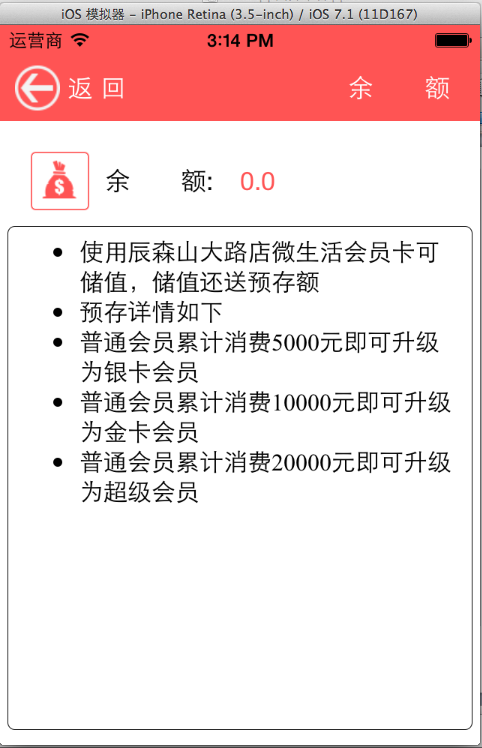 iOS 模拟器 - iPhone Retina (3.5-inch) / iOS 7.1 (11D167)
运营商 3:14 PM
返 回 余 额
余 额: 0.0
使用辰森山大路店微生活会员卡可
储值，储值还送预存额
预存详情如下
普通会员累计消费5000元即可升级
为银卡会员
普通会员累计消费10000元即可升级
为金卡会员
普通会员累计消费20000元即可升级
为超级会员